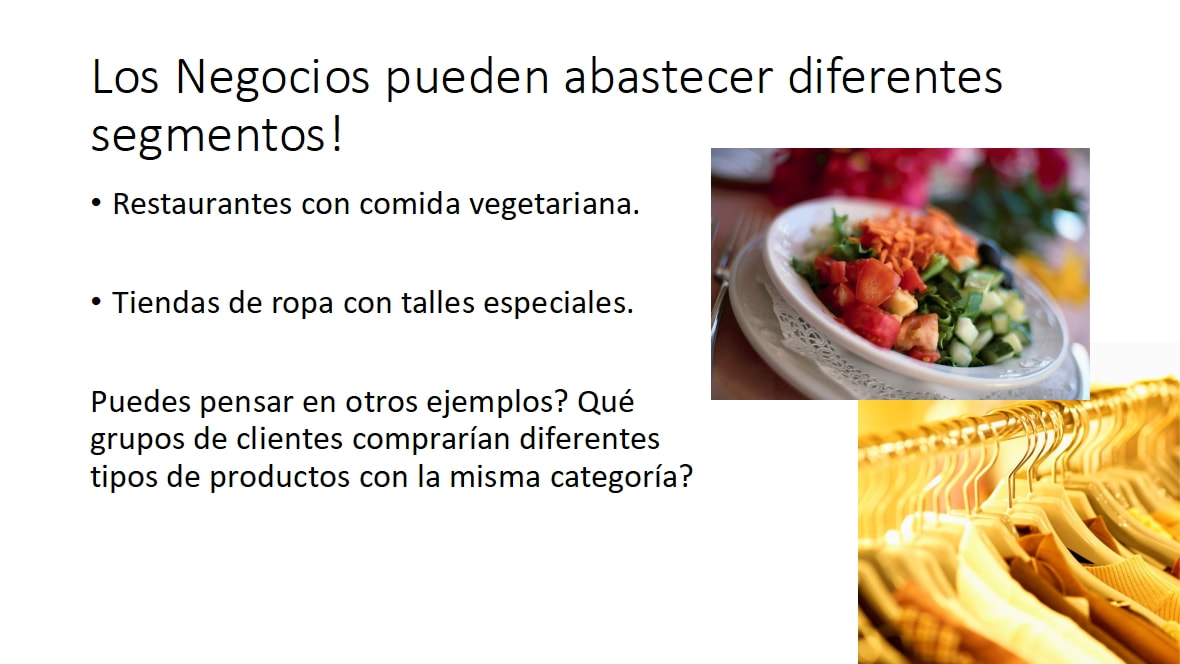 Los Negocios pueden abastecer diferentes
segmentos!
• Restaurantes con comida vegetariana.
• Tiendas de ropa con talles especiales.
Puedes pensar en otros ejemplos? Qué
grupos de clientes comprarían diferentes
tipos de productos con la misma categoría?